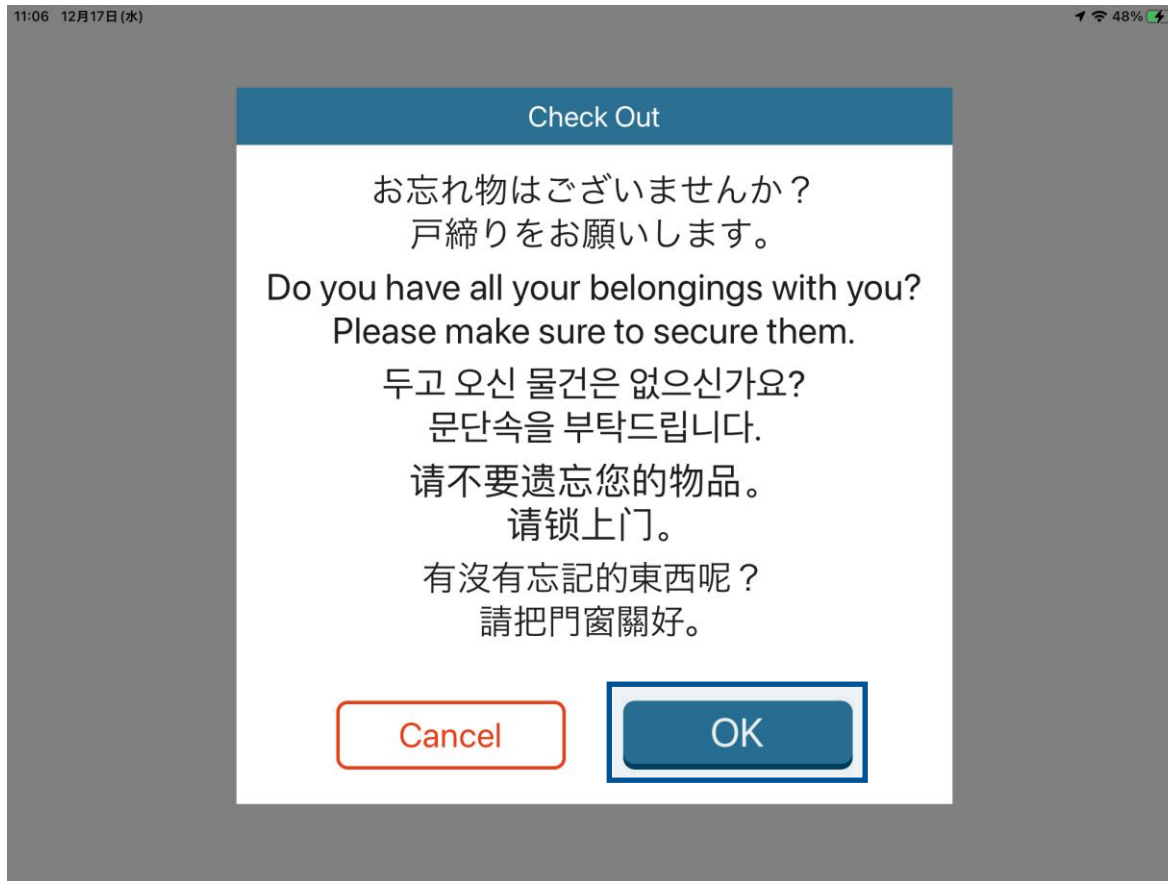 11:06 12月17日(水)
48%
Check Out
お忘れ物はございませんか？
戸締りをお願いします。
Do you have all your belongings with you?
Please make sure to secure them.
두고 오신 물건은 없으신가요?
문단속을 부탁드립니다.
请不要遗忘您的物品。
请锁上门。
有沒有忘記的東西呢？
請把門窗關好。
Cancel
OK